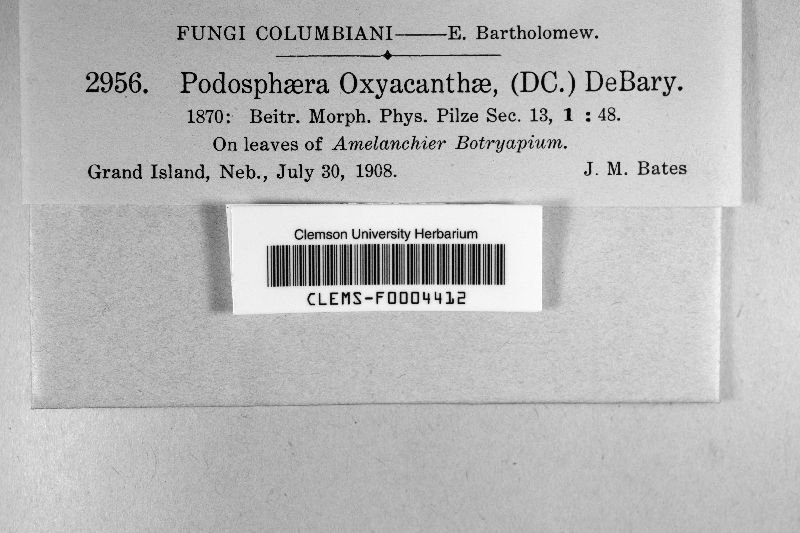 FUNGI COLUMBIANI——E. Bartholomew.
2956. Podosphæra Oxyacanthæ, (DC.) DeBary.
1870: Beitr. Morph. Phys. Pilze Sec. 13, 1 : 48.
On leaves of Amelanchier Botryapium.
Grand Island, Neb., July 30, 1908. J. M. Bates
Clemson University Herbarium
CLEMS-F0004412